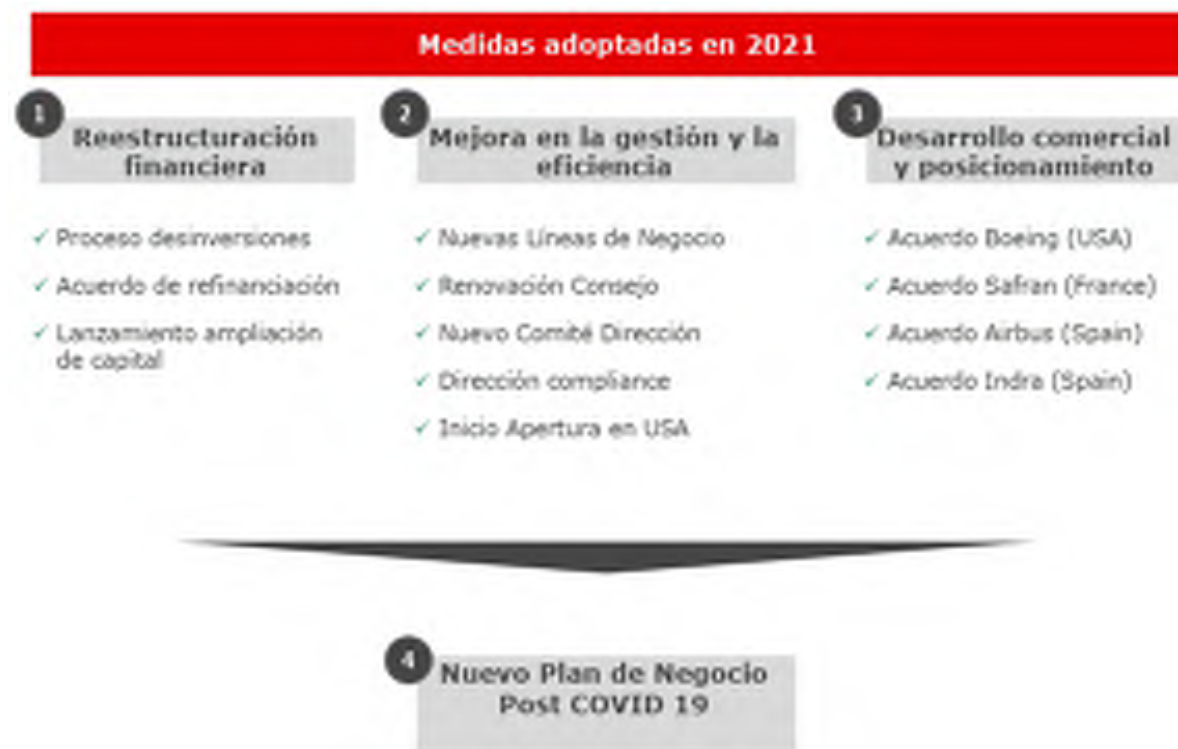 Medidas adoptadas en 2021
1
Reestructuración
financiera
✓ Proceso desinversiones
✓ Acuerdo de refinanciación
✓ Lanzamiento ampliación
de capital
2
Mejora en la gestión y la
eficiencia
✓ Nuevas Líneas de Negocio
✓ Renovación Consejo
✓ Nuevo Comité Dirección
✓ Dirección compliance
✓ Inicio Apertura en USA
3
Desarrollo comercial
y posicionamiento
✓ Acuerdo Boeing (USA)
✓ Acuerdo Safran (France)
✓ Acuerdo Airbus (Spain)
✓ Acuerdo Indra (Spain)
4
Nuevo Plan de Negocio
Post COVID 19